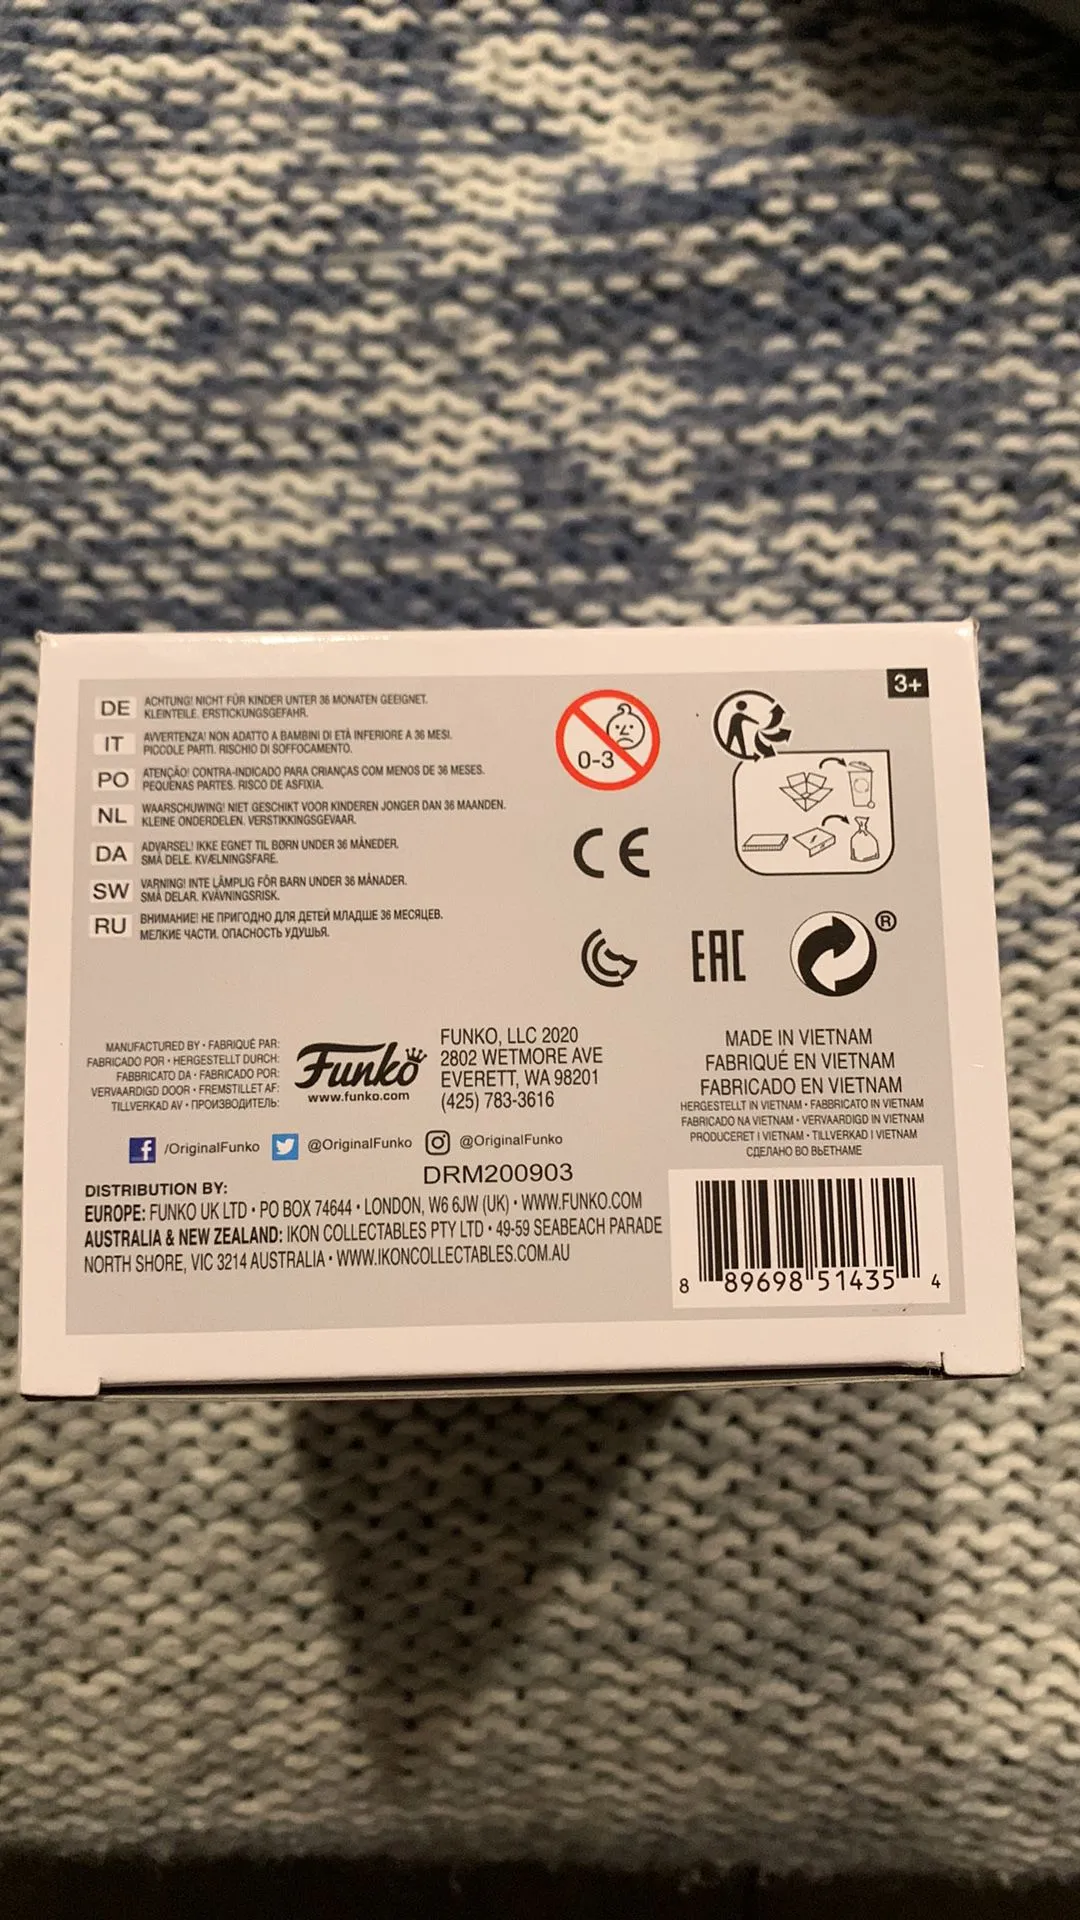 3+
DE ACHTUNG! NICHT FÜR KINDER UNTER 36 MONATEN GEEIGNET.
KLEINTEILE. ERSTICKUNGSGEFAHR.
IT AVVERTENZA! NON ADATTO A BAMBINI DI ETÀ INFERIORE A 36 MESI.
PICCOLE PARTI. RISCHIO DI SOFFOCAMENTO.
PO ATENÇÃO! CONTRA-INDICADO PARA CRIANÇAS COM MENOS DE 36 MESES.
PEQUENAS PARTES. RISCO DE ASFIXIA.
NL WAARSCHUWING! NIET GESCHIKT VOOR KINDEREN JONGER DAN 36 MAANDEN.
KLEINE ONDERDELEN. VERSTIKKINGSGEVAAR.
DA ADVARSEL! IKKE EGNET TIL BØRN UNDER 36 MÅNEDER.
SMÅ DELE. KVÆLNINGSFARE.
SW VARNING! INTE LÄMPLIG FÖR BARN UNDER 36 MÅNADER.
SMÅ DELAR. KVÄVNINGSRISK.
RU ВНИМАНИЕ! НЕ ПРИГОДНО ДЛЯ ДЕТЕЙ МЛАДШЕ 36 МЕСЯЦЕВ.
МЕЛКИЕ ЧАСТИ. ОПАСНОСТЬ УДУШЬЯ.
0-3
CE
EAC
®
MANUFACTURED BY • FABRIQUÉ PAR:
FABRICADO POR • HERGESTELLT DURCH:
FABBRICATO DA • FABRICADO POR:
VERVAARDIGD DOOR • FREMSTILLET AF:
TILLVERKAD AV • ПРОИЗВОДИТЕЛЬ:
Funko
www.funko.com
FUNKO, LLC 2020
2802 WETMORE AVE
EVERETT, WA 98201
(425) 783-3616
MADE IN VIETNAM
FABRIQUÉ EN VIETNAM
FABRICADO EN VIETNAM
HERGESTELLT IN VIETNAM • FABBRICATO IN VIETNAM
FABRICADO NA VIETNAM • VERVAARDIGD IN VIETNAM
PRODUCERET I VIETNAM • TILLVERKAD I VIETNAM
СДЕЛАНО ВО ВЬЕТНАМЕ
f /OriginalFunko @OriginalFunko @OriginalFunko
DRM200903
DISTRIBUTION BY:
EUROPE: FUNKO UK LTD • PO BOX 74644 • LONDON, W6 6JW (UK) • WWW.FUNKO.COM
AUSTRALIA & NEW ZEALAND: IKON COLLECTABLES PTY LTD • 49-59 SEABEACH PARADE
NORTH SHORE, VIC 3214 AUSTRALIA • WWW.IKONCOLLECTABLES.COM.AU
8 89698 51435 4